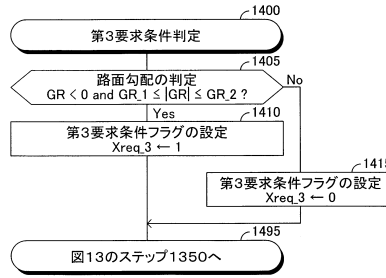 1400
第3要求条件判定
1405
路面勾配の判定
GR < 0 and GR_1 ≤ |GR| ≤ GR_2 ?
No
Yes
1410
第3要求条件フラグの設定
Xreq_3 ← 1
1415
第3要求条件フラグの設定
Xreq_3 ← 0
1495
図13のステップ1350へ